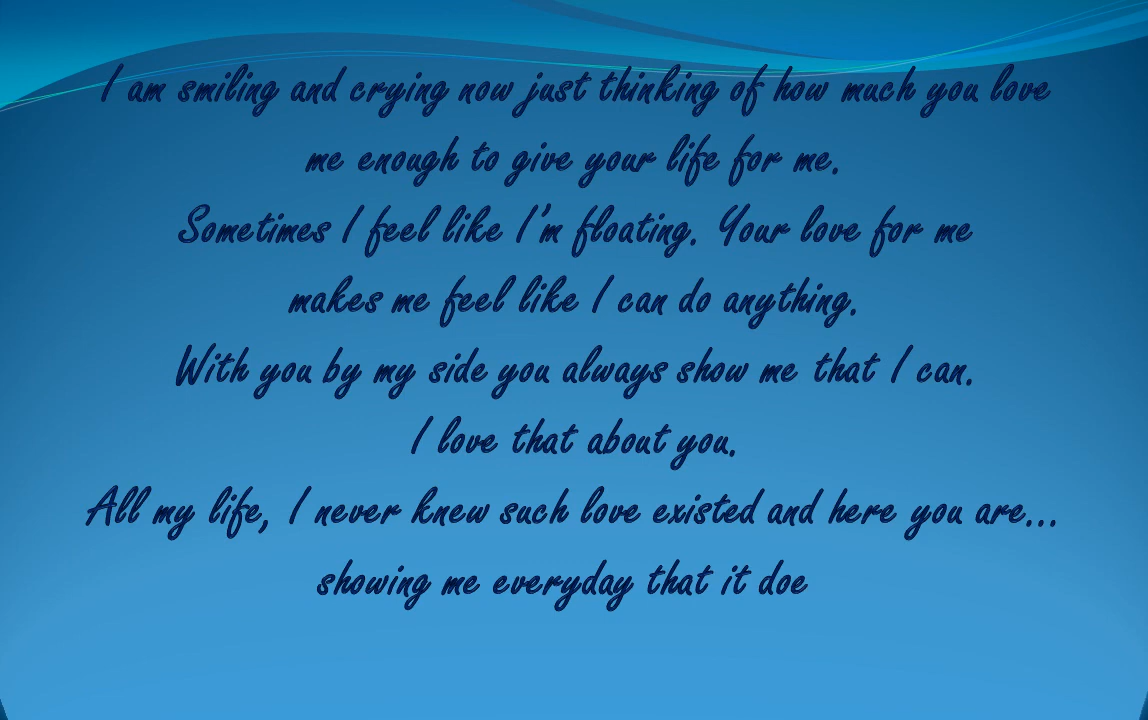 I am smiling and crying now just thinking of how much you love
me enough to give your life for me.
Sometimes I feel like I'm floating. Your love for me
makes me feel like I can do anything.
With you by my side you always show me that I can.
I love that about you.
All my life, I never knew such love existed and here you are...
showing me everyday that it doe